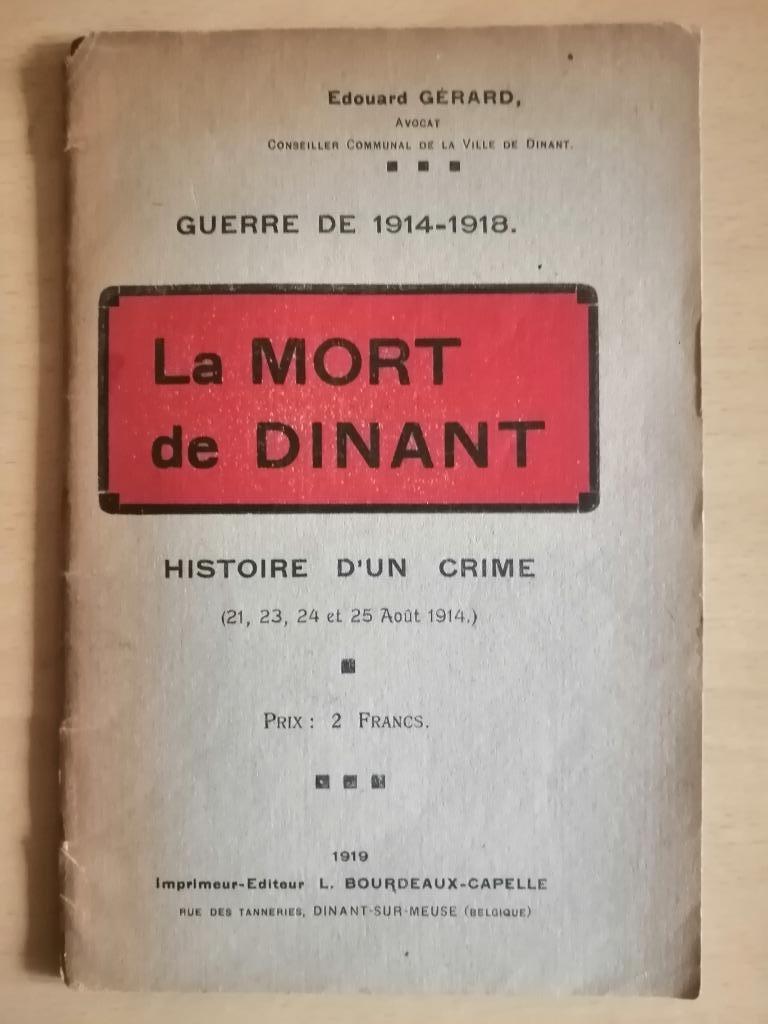 Edouard GÉRARD,
AVOCAT
CONSEILLER COMMUNAL DE LA VILLE DE DINANT.
GUERRE DE 1914-1918.
La MORT
de DINANT
HISTOIRE D'UN CRIME
(21, 23, 24 et 25 Août 1914.)
PRIX : 2 FRANCS.
1919
Imprimeur-Editeur L. BOURDEAUX-CAPELLE
RUE DES TANNERIES, DINANT-SUR-MEUSE (BELGIQUE)